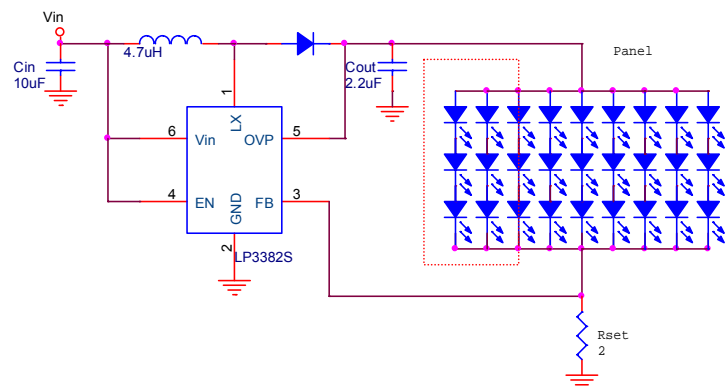 Vin
4.7uH
Panel
Cin
10uF
Cout
2.2uF
1
LX
6
Vin
OVP
5
4
EN
GND
FB
3
2
LP3382S
Rset
2